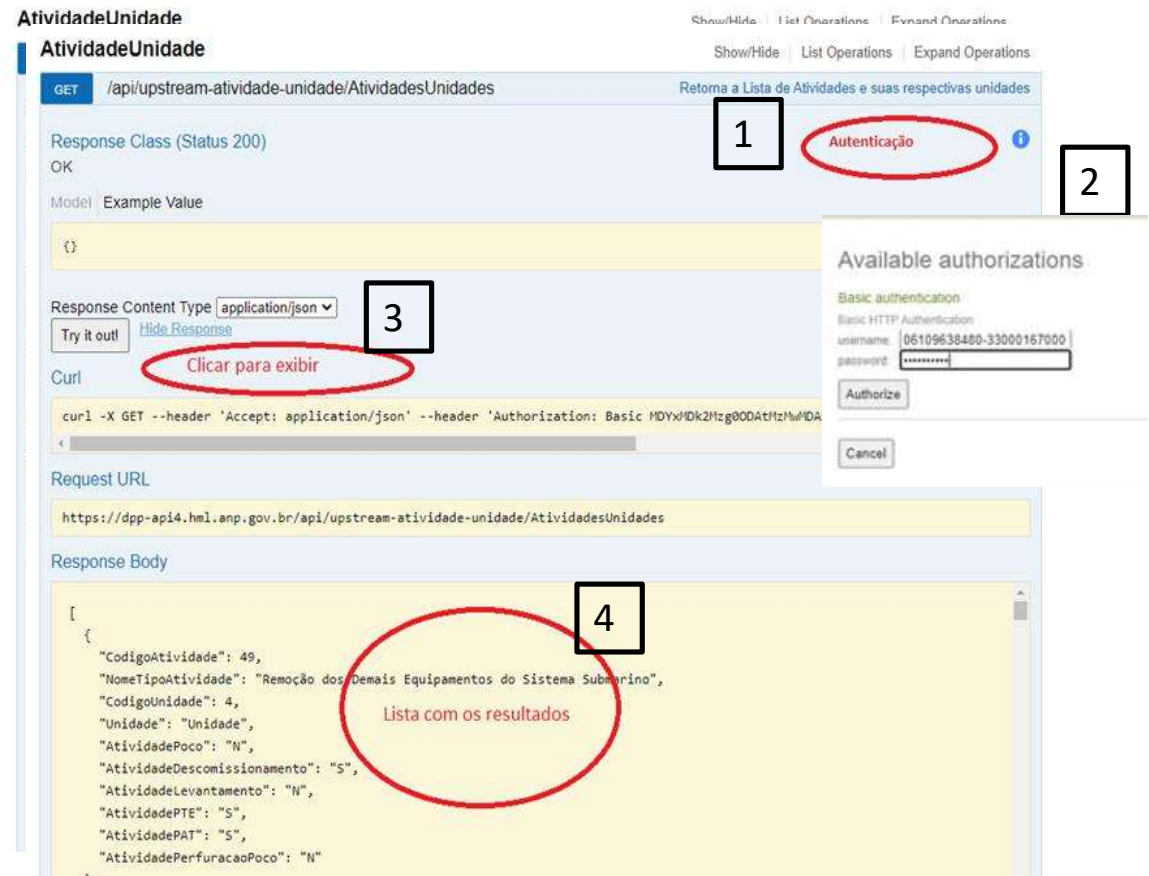 AtividadeUnidade
Show/Hide | List Operations | Expand Operations
AtividadeUnidade
Show/Hide | List Operations | Expand Operations
GET /api/upstream-atividade-unidade/AtividadesUnidades
Retorna a Lista de Atividades e suas respectivas unidades
Response Class (Status 200)
1
Autenticação
OK
2
Model | Example Value
{}
Available authorizations
Basic authentication
Basic HTTP Authentication
username: 06109638480-33000167000
password: ••••••••••
Authorize
Cancel
Response Content Type application/json
3
Try it out! Hide Response
Clicar para exibir
Curl
curl -X GET --header 'Accept: application/json' --header 'Authorization: Basic MDYxMDk2Mzg0ODAtMzMwMDA
Request URL
https://dpp-api4.hml.anp.gov.br/api/upstream-atividade-unidade/AtividadesUnidades
Response Body
4
[
{
"CodigoAtividade": 49,
"NomeTipoAtividade": "Remoção dos Demais Equipamentos do Sistema Submarino",
"CodigoUnidade": 4,
"Unidade": "Unidade",
Lista com os resultados
"AtividadePoco": "N",
"AtividadeDescomissionamento": "S",
"AtividadeLevantamento": "N",
"AtividadePTE": "S",
"AtividadePAT": "S",
"AtividadePerfuracaoPoco": "N"